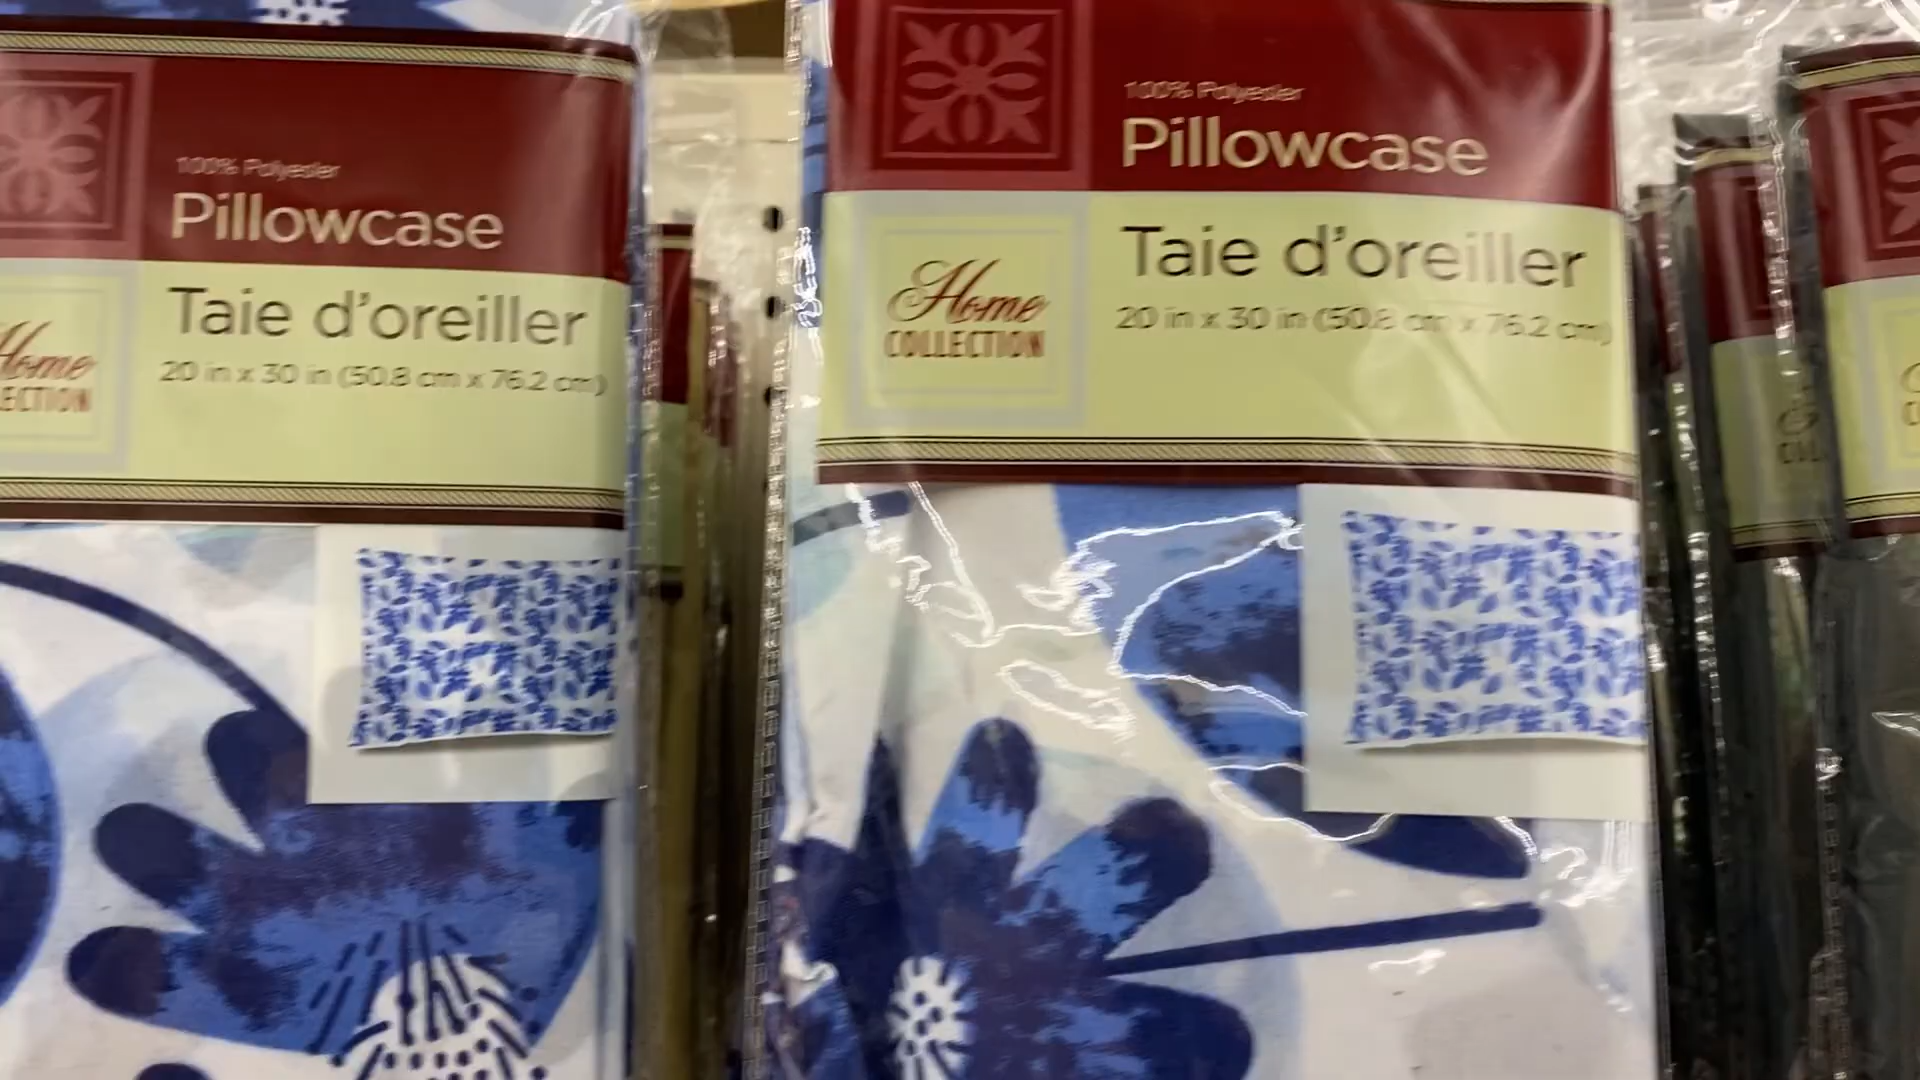 100% Polyester
Pillowcase
Taie d'oreiller
20 in x 30 in (50.8 cm x 76.2 cm)
Home
COLLECTION
100% Polyester
Pillowcase
Taie d'oreiller
20 in x 30 in (50.8 cm x 76.2 cm)
Home
COLLECTION